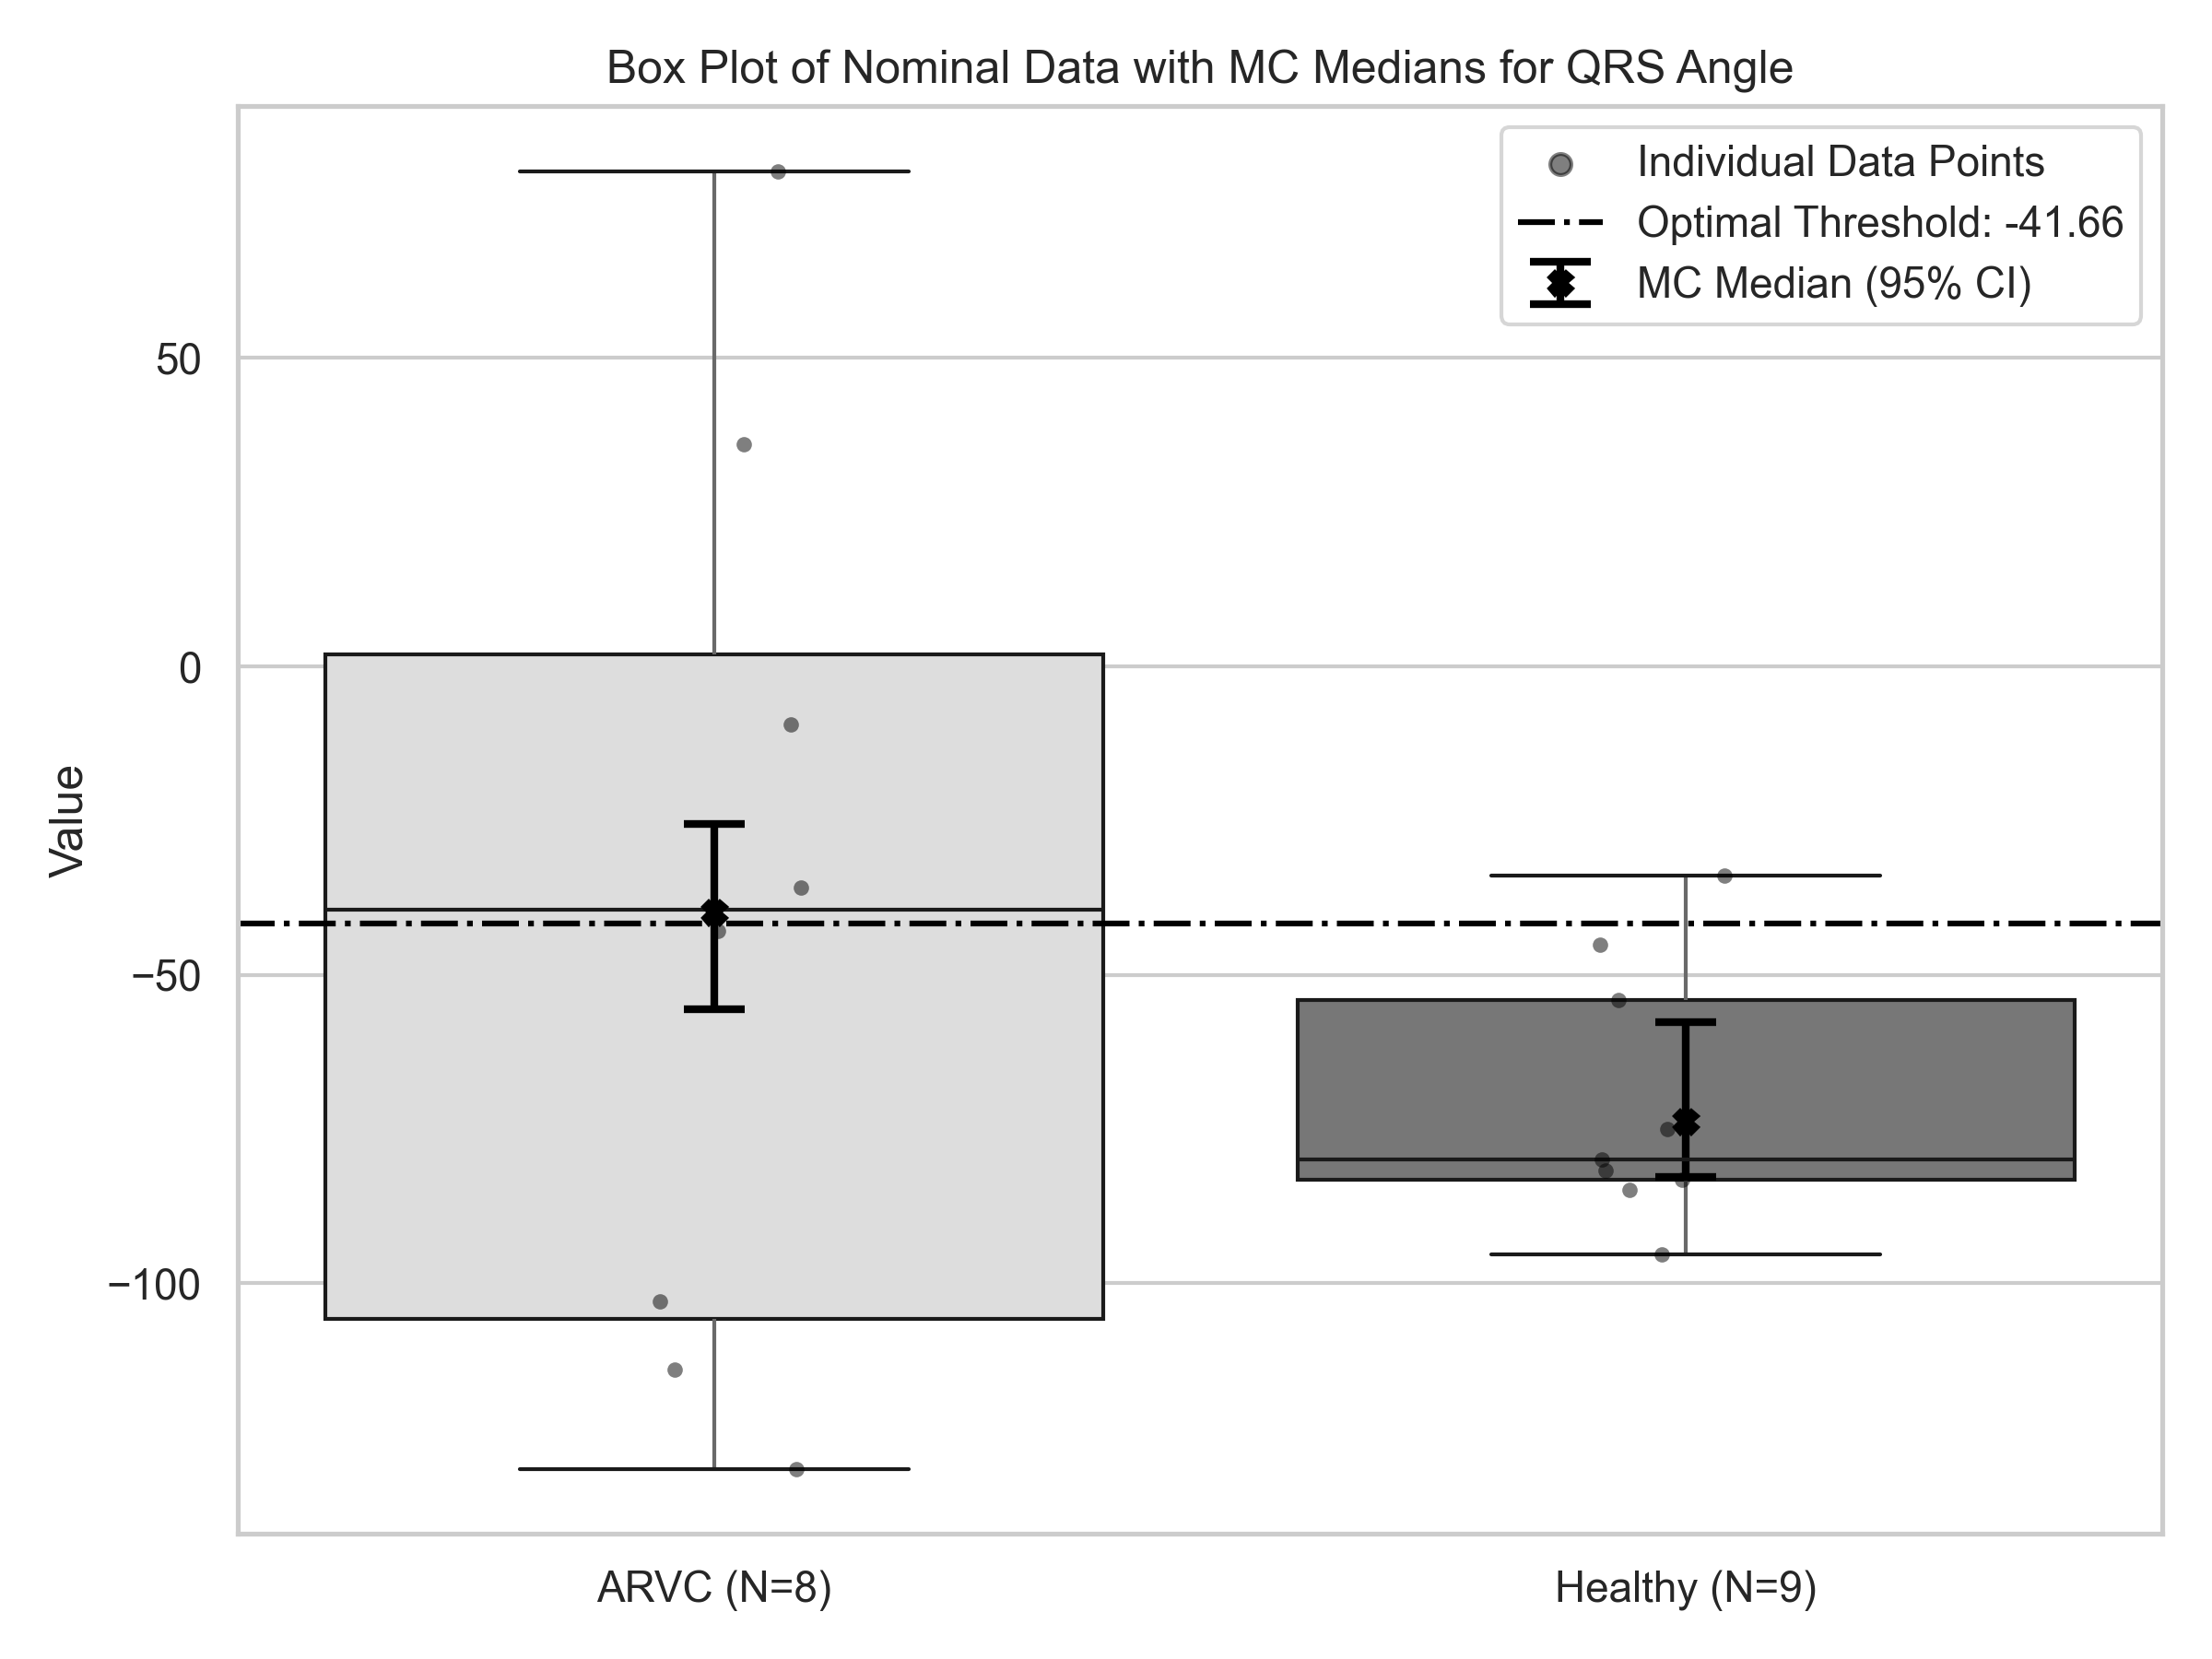 Box Plot of Nominal Data with MC Medians for QRS Angle
Individual Data Points
Optimal Threshold: -41.66
MC Median (95% CI)
50
0
−50
−100
Value
ARVC (N=8)
Healthy (N=9)